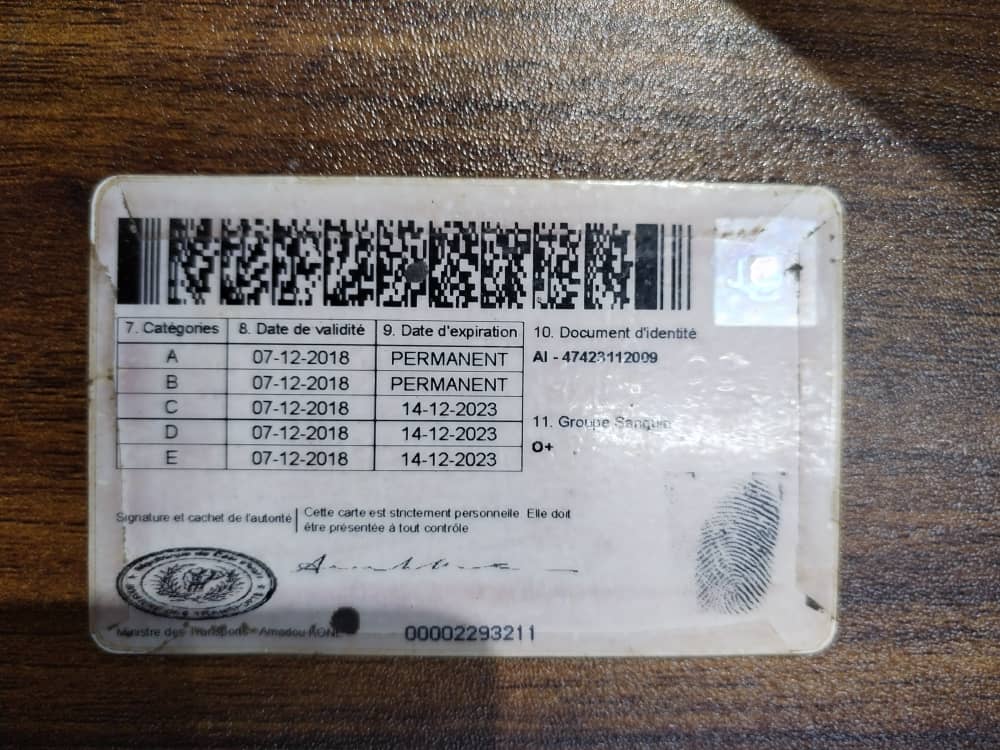 7. Catégories 8. Date de validité 9. Date d'expiration
A 07-12-2018 PERMANENT
B 07-12-2018 PERMANENT
C 07-12-2018 14-12-2023
D 07-12-2018 14-12-2023
E 07-12-2018 14-12-2023
10. Document d'identité
AI - 47423112009
11. Groupe Sanguin
O+
Signature et cachet de l'autorité
Cette carte est strictement personnelle Elle doit
être présentée à tout contrôle
Ministre des Transports - Amadou KONE
00002293211